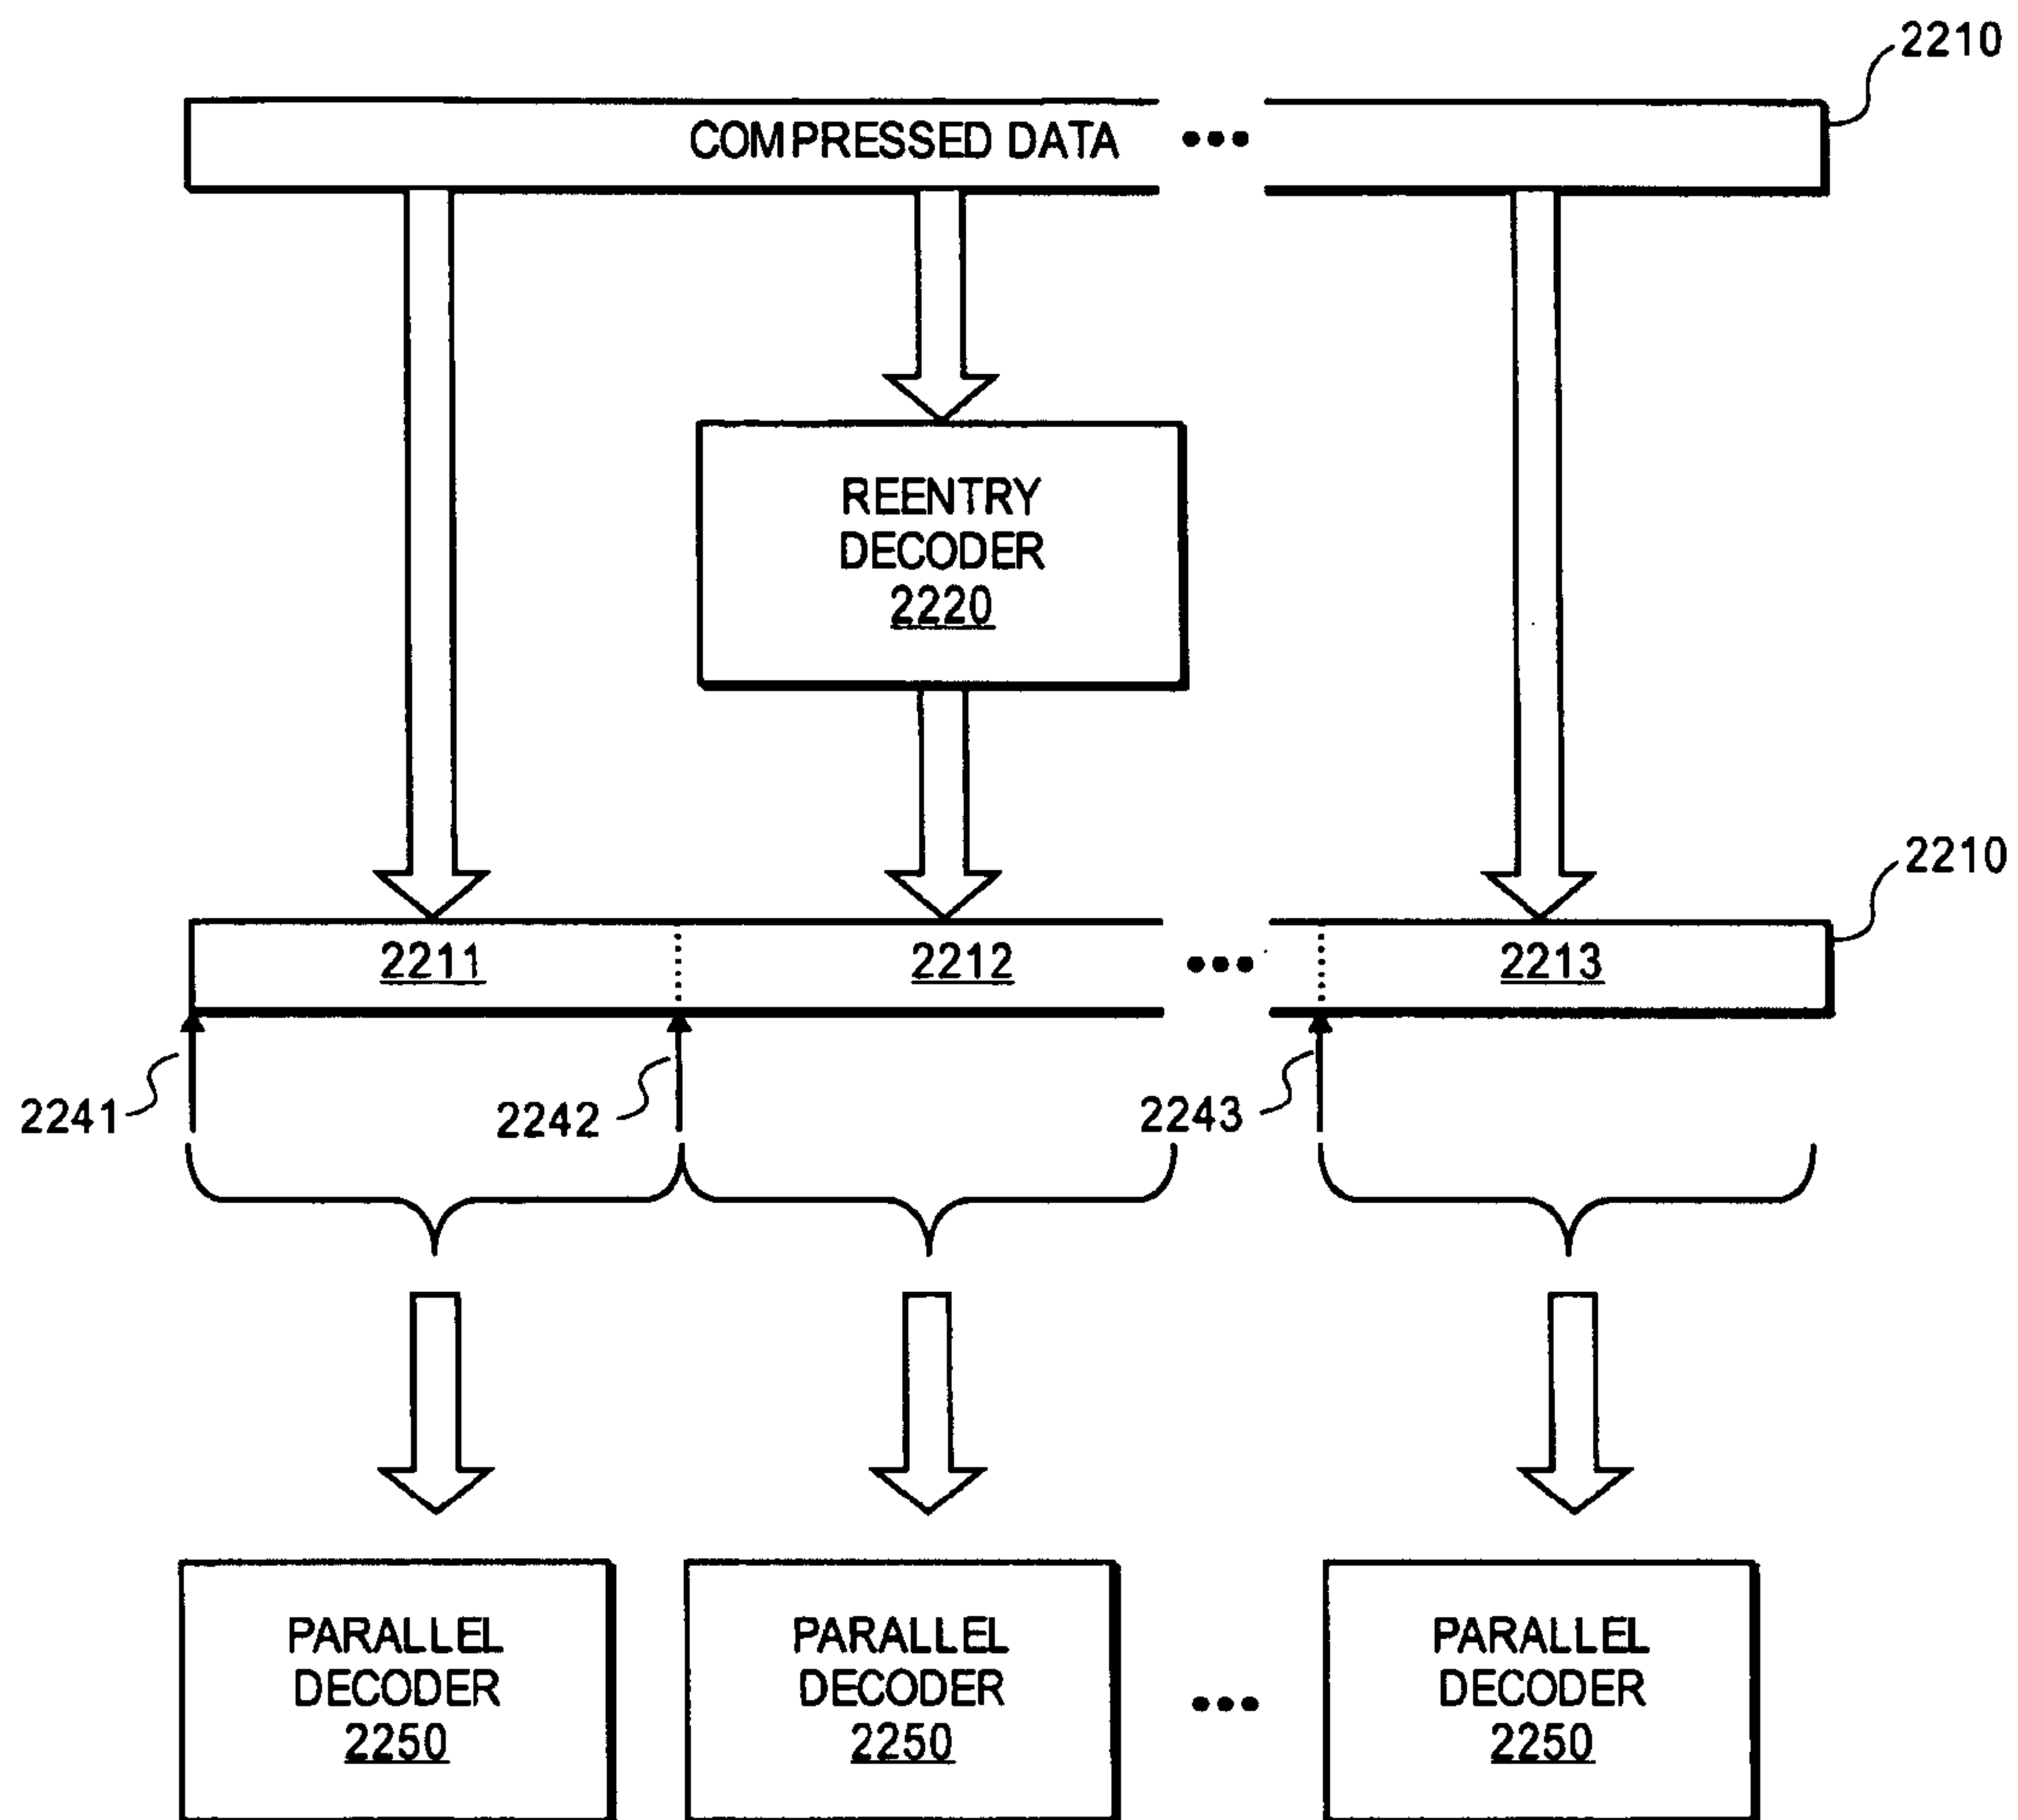 2210
COMPRESSED DATA •••
REENTRY
DECODER
2220
2210
2211 2212 ••• 2213
2241 2242 2243
PARALLEL
DECODER
2250
PARALLEL
DECODER
2250
•••
PARALLEL
DECODER
2250